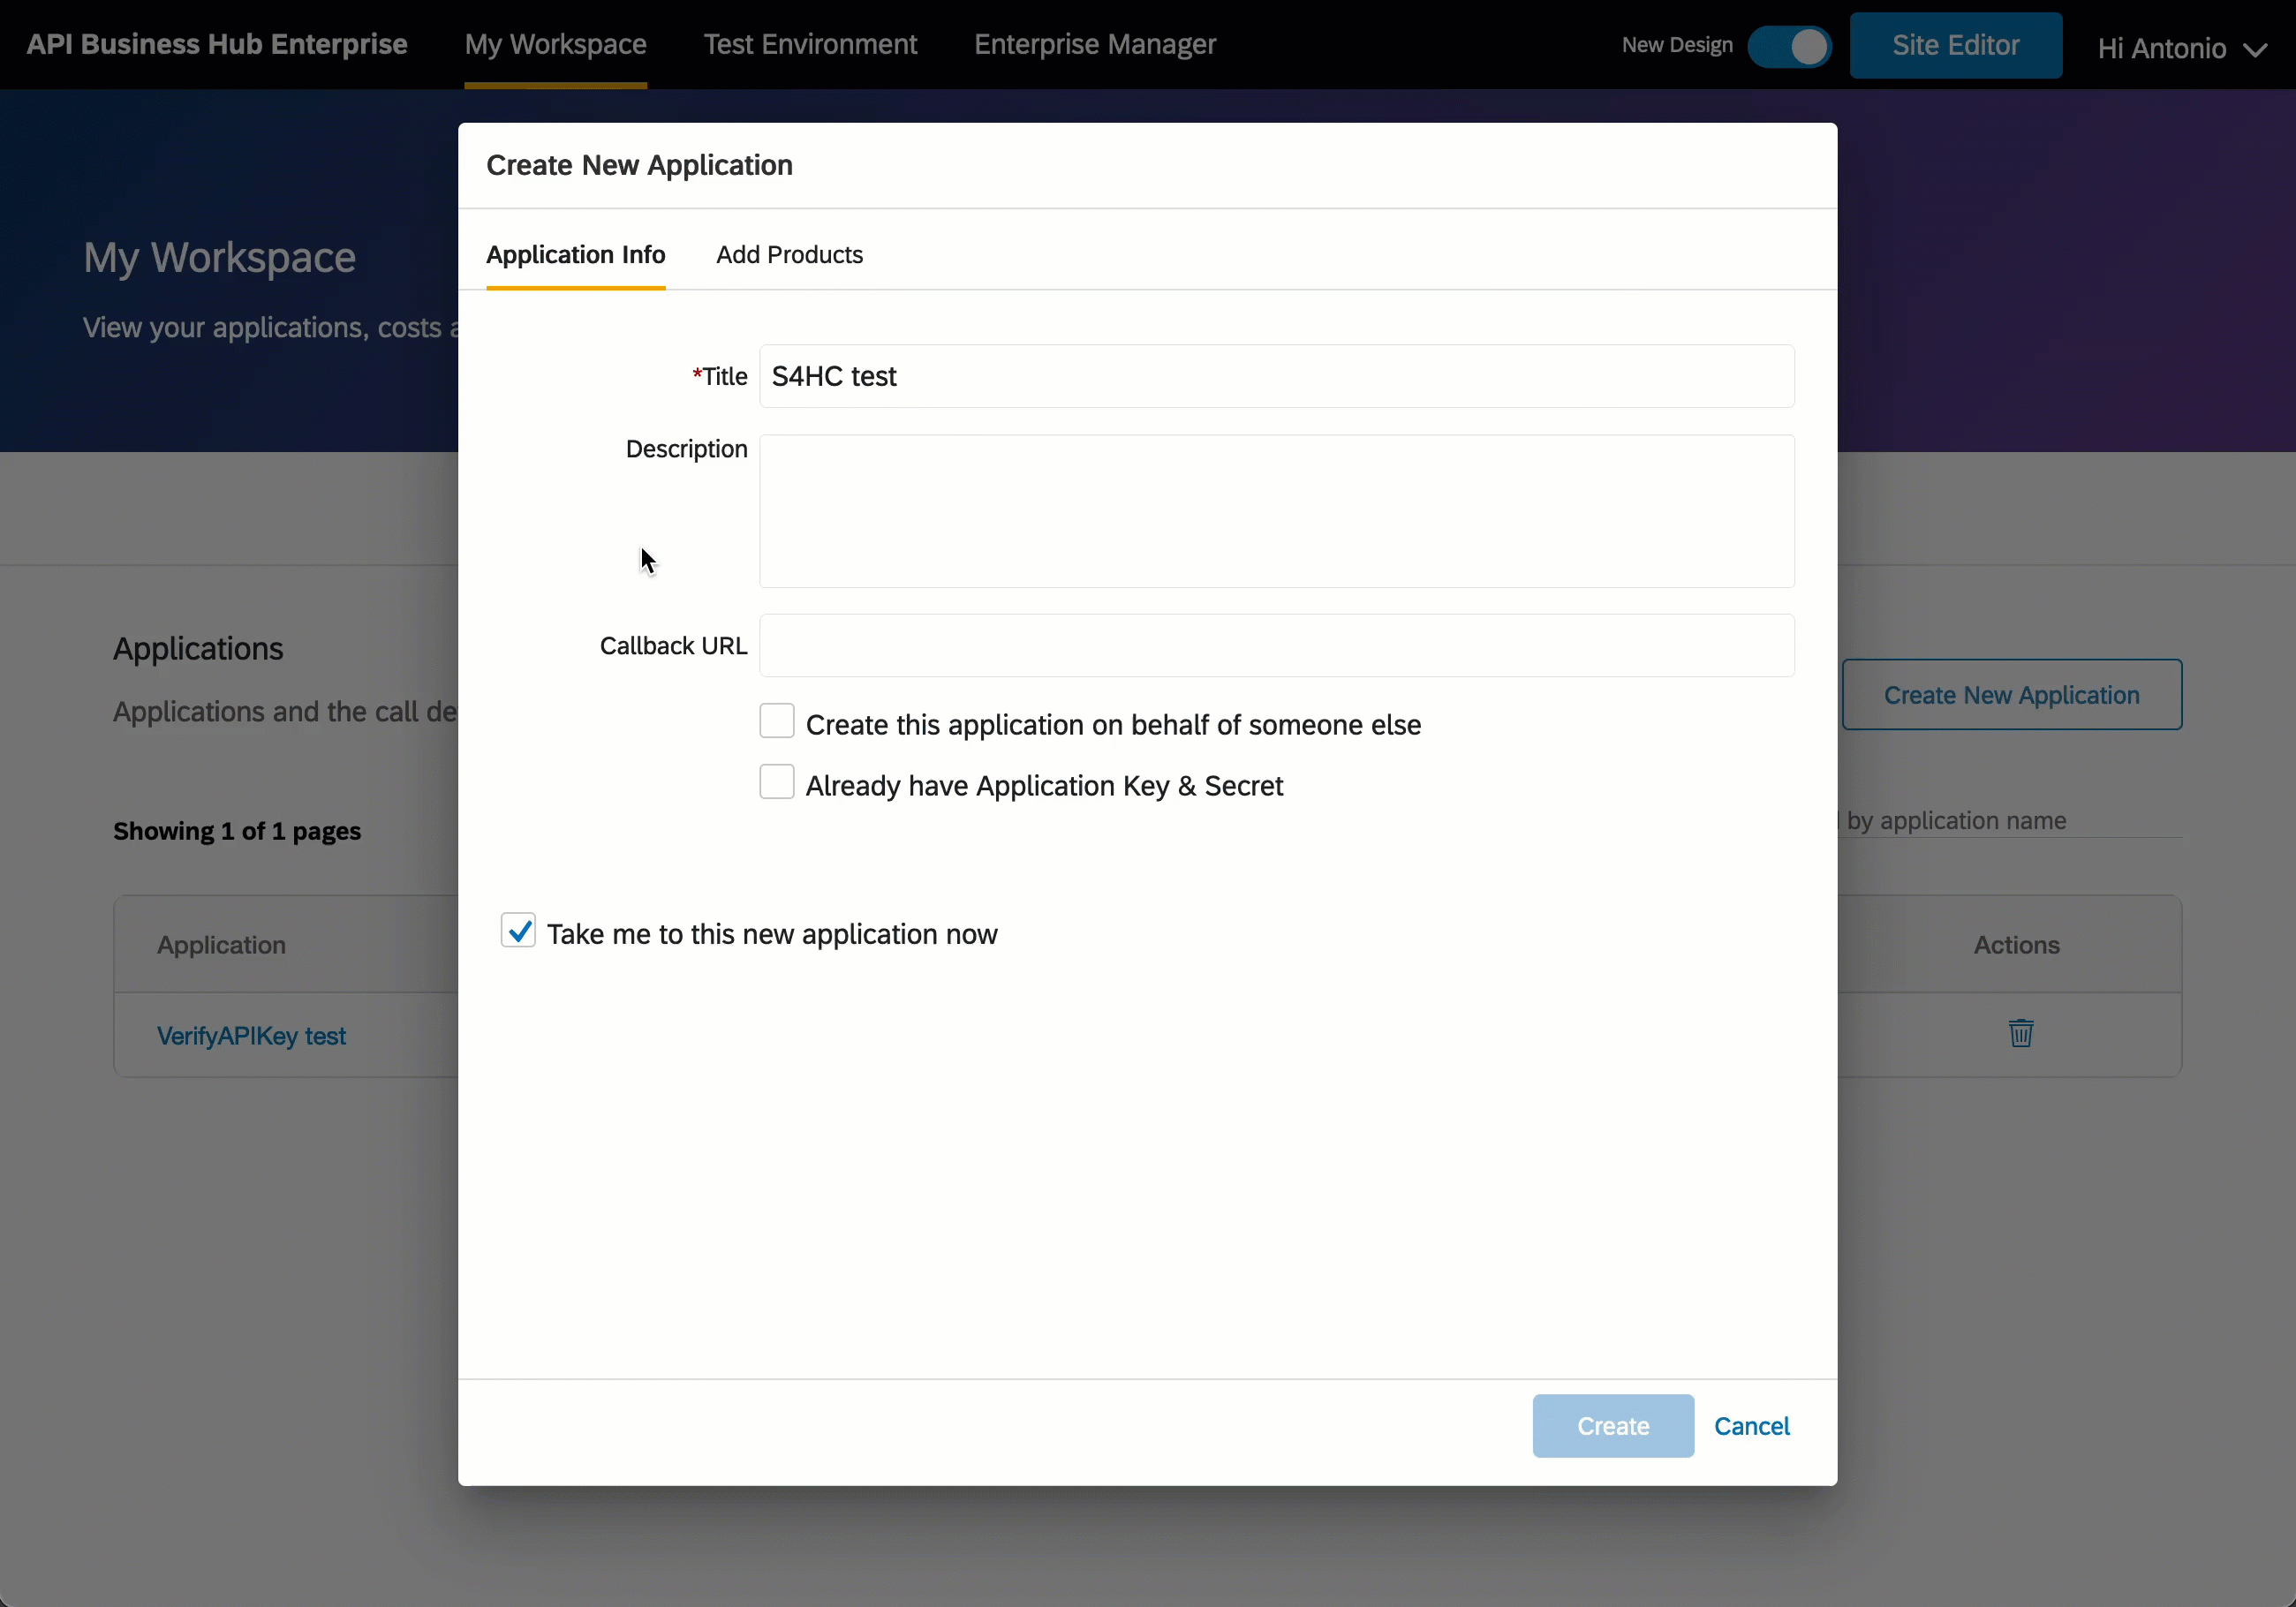 API Business Hub Enterprise My Workspace Test Environment Enterprise Manager New Design Site Editor Hi Antonio
Create New Application
Application Info Add Products
My Workspace
View your applications, costs
*Title S4HC test
Description
Callback URL
Applications
Create New Application
Applications and the call
Create this application on behalf of someone else
Already have Application Key & Secret
Showing 1 of 1 pages
by application name
Take me to this new application now
Application Actions
VerifyAPIKey test
Create Cancel